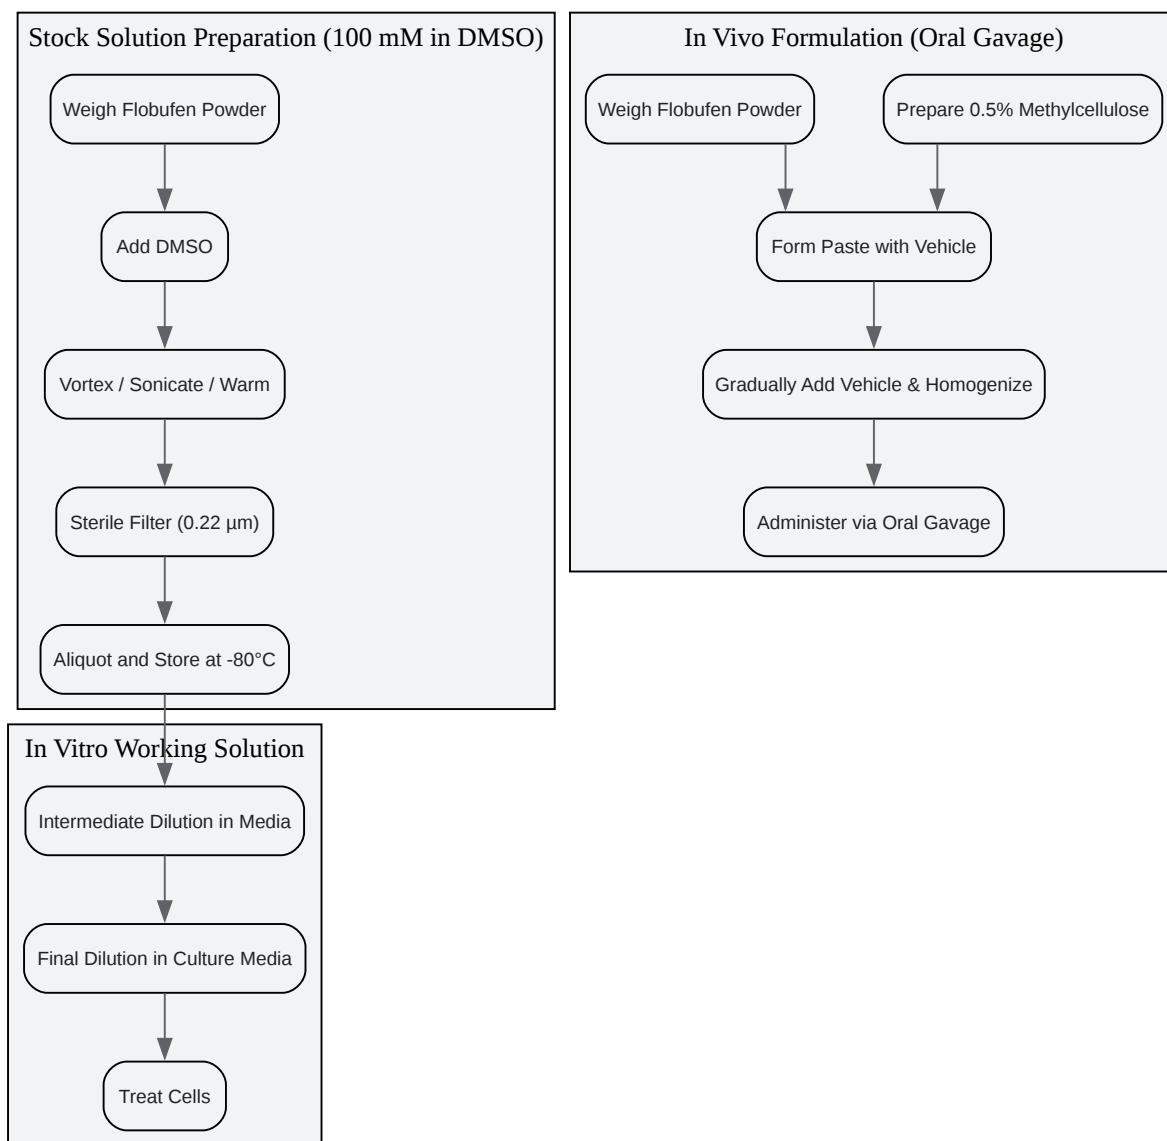 Stock Solution Preparation (100 mM in DMSO)
Weigh Flobufen Powder
Add DMSO
Vortex / Sonicate / Warm
Sterile Filter (0.22 µm)
Aliquot and Store at -80°C
In Vitro Working Solution
Intermediate Dilution in Media
Final Dilution in Culture Media
Treat Cells
In Vivo Formulation (Oral Gavage)
Weigh Flobufen Powder
Prepare 0.5% Methylcellulose
Form Paste with Vehicle
Gradually Add Vehicle & Homogenize
Administer via Oral Gavage